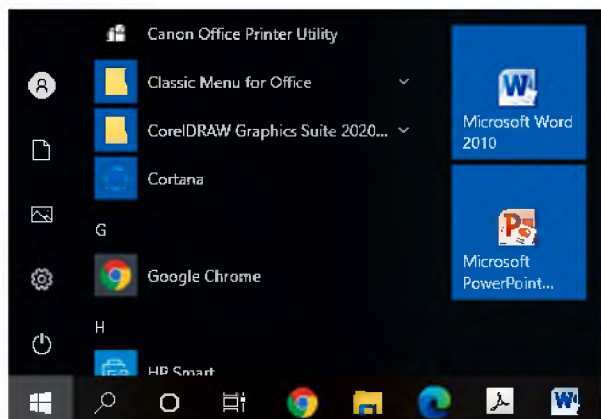 Canon Office Printer Utility
Classic Menu for Office
CorelDRAW Graphics Suite 2020...
Cortana
G
Google Chrome
H
HP Smart
Microsoft Word
2010
Microsoft
PowerPoint...